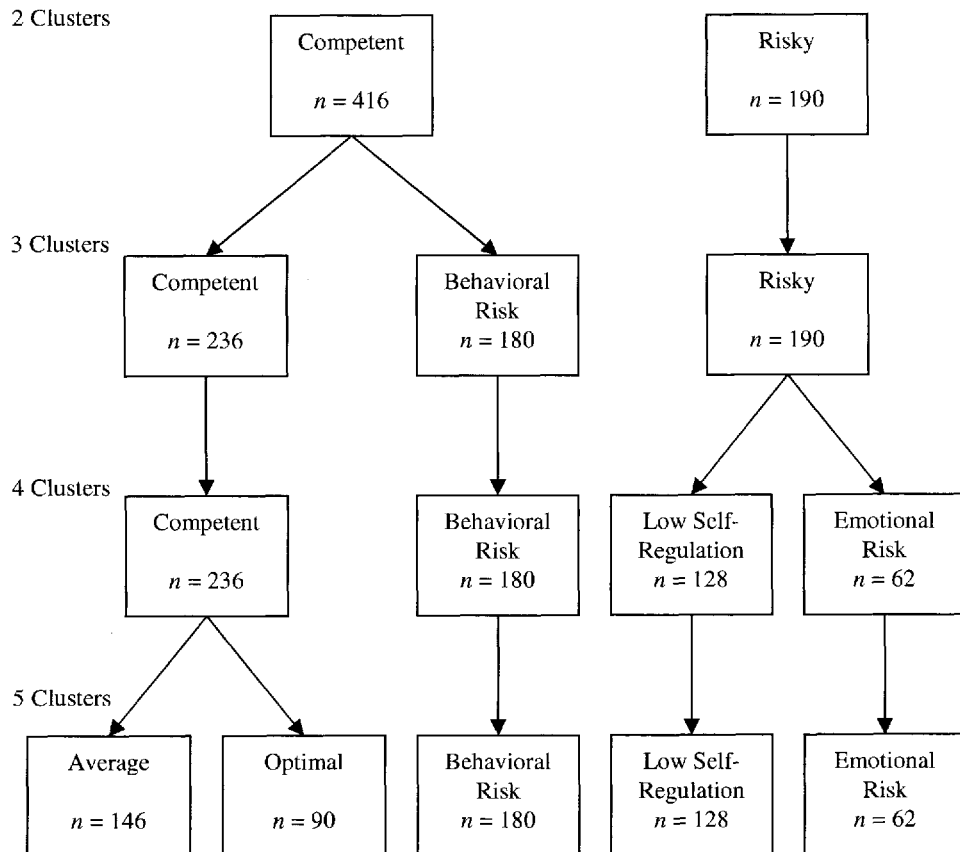 2 Clusters
Competent
n = 416
Risky
n = 190
3 Clusters
Competent
n = 236
Behavioral
Risk
n = 180
Risky
n = 190
4 Clusters
Competent
n = 236
Behavioral
Risk
n = 180
Low Self-
Regulation
n = 128
Emotional
Risk
n = 62
5 Clusters
Average
n = 146
Optimal
n = 90
Behavioral
Risk
n = 180
Low Self-
Regulation
n = 128
Emotional
Risk
n = 62